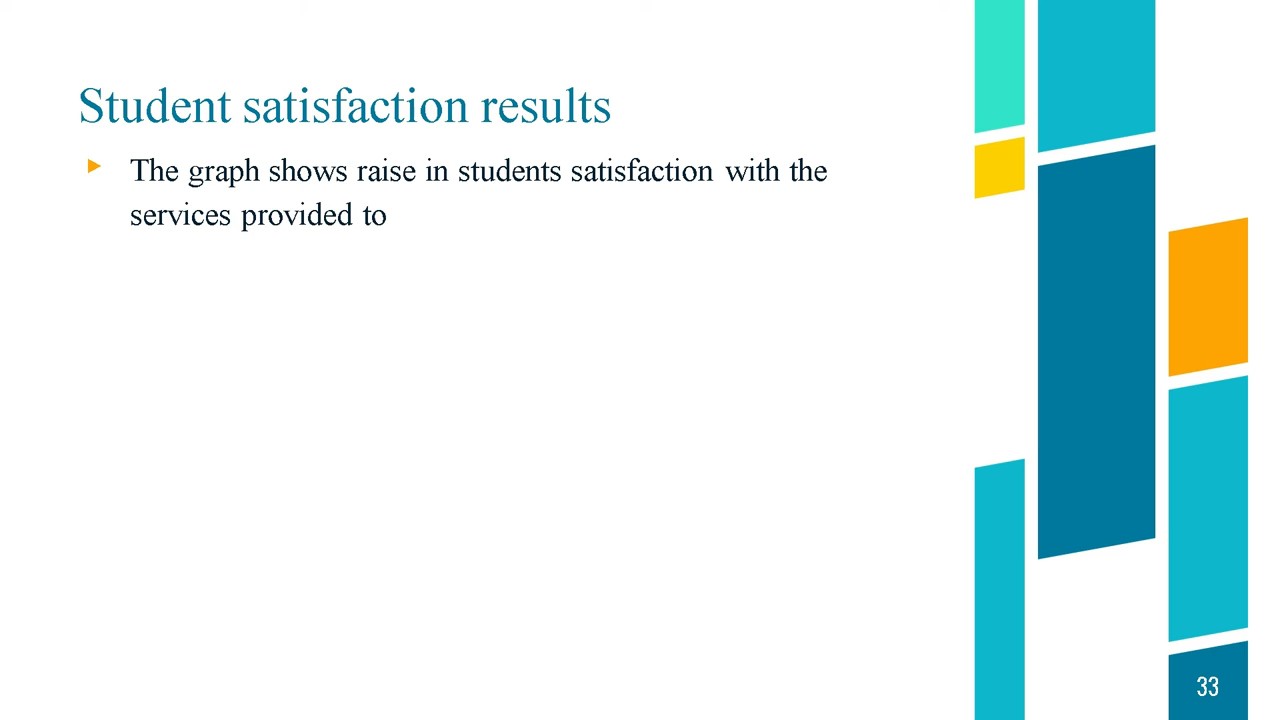 Student satisfaction results
The graph shows raise in students satisfaction with the
services provided to
33